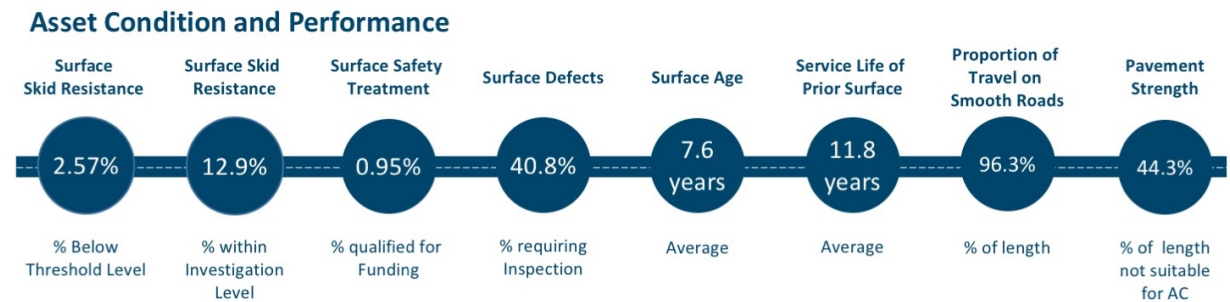 Asset Condition and Performance
Surface
Skid Resistance
2.57%
% Below
Threshold Level
Surface Skid
Resistance
12.9%
% within
Investigation
Level
Surface Safety
Treatment
0.95%
% qualified for
Funding
Surface Defects
40.8%
% requiring
Inspection
Surface Age
7.6
years
Average
Service Life of
Prior Surface
11.8
years
Average
Proportion of
Travel on
Smooth Roads
96.3%
% of length
Pavement
Strength
44.3%
% of length
not suitable
for AC